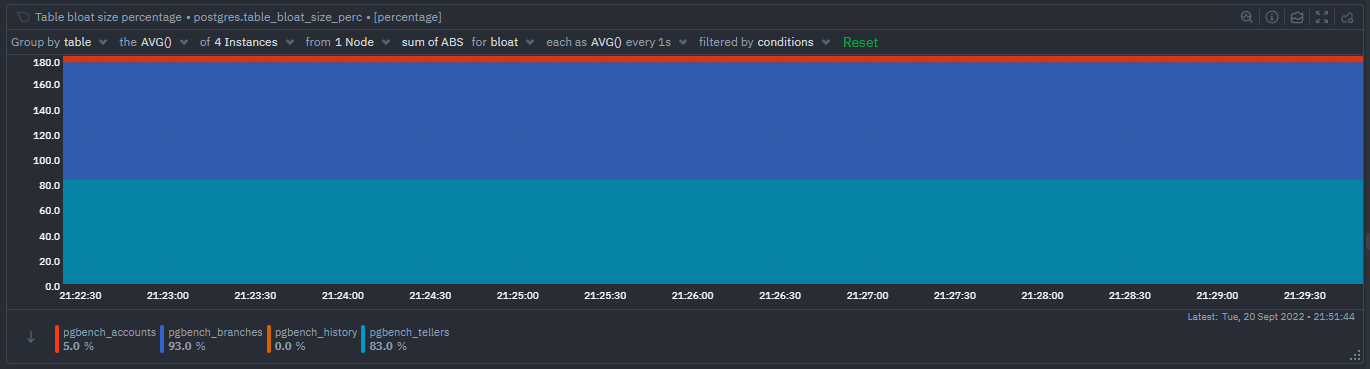 Table bloat size percentage • postgres.table_bloat_size_perc • [percentage]
Group by table the AVG() of 4 Instances from 1 Node sum of ABS for bloat each as AVG() every 1s filtered by conditions Reset
180.0
160.0
140.0
120.0
100.0
80.0
60.0
40.0
20.0
0.0
21:22:30 21:23:00 21:23:30 21:24:00 21:24:30 21:25:00 21:25:30 21:26:00 21:26:30 21:27:00 21:27:30 21:28:00 21:28:30 21:29:00 21:29:30
Latest: Tue, 20 Sept 2022 • 21:51:44
pgbench_accounts pgbench_branches pgbench_history pgbench_tellers
5.0 % 93.0 % 0.0 % 83.0 %